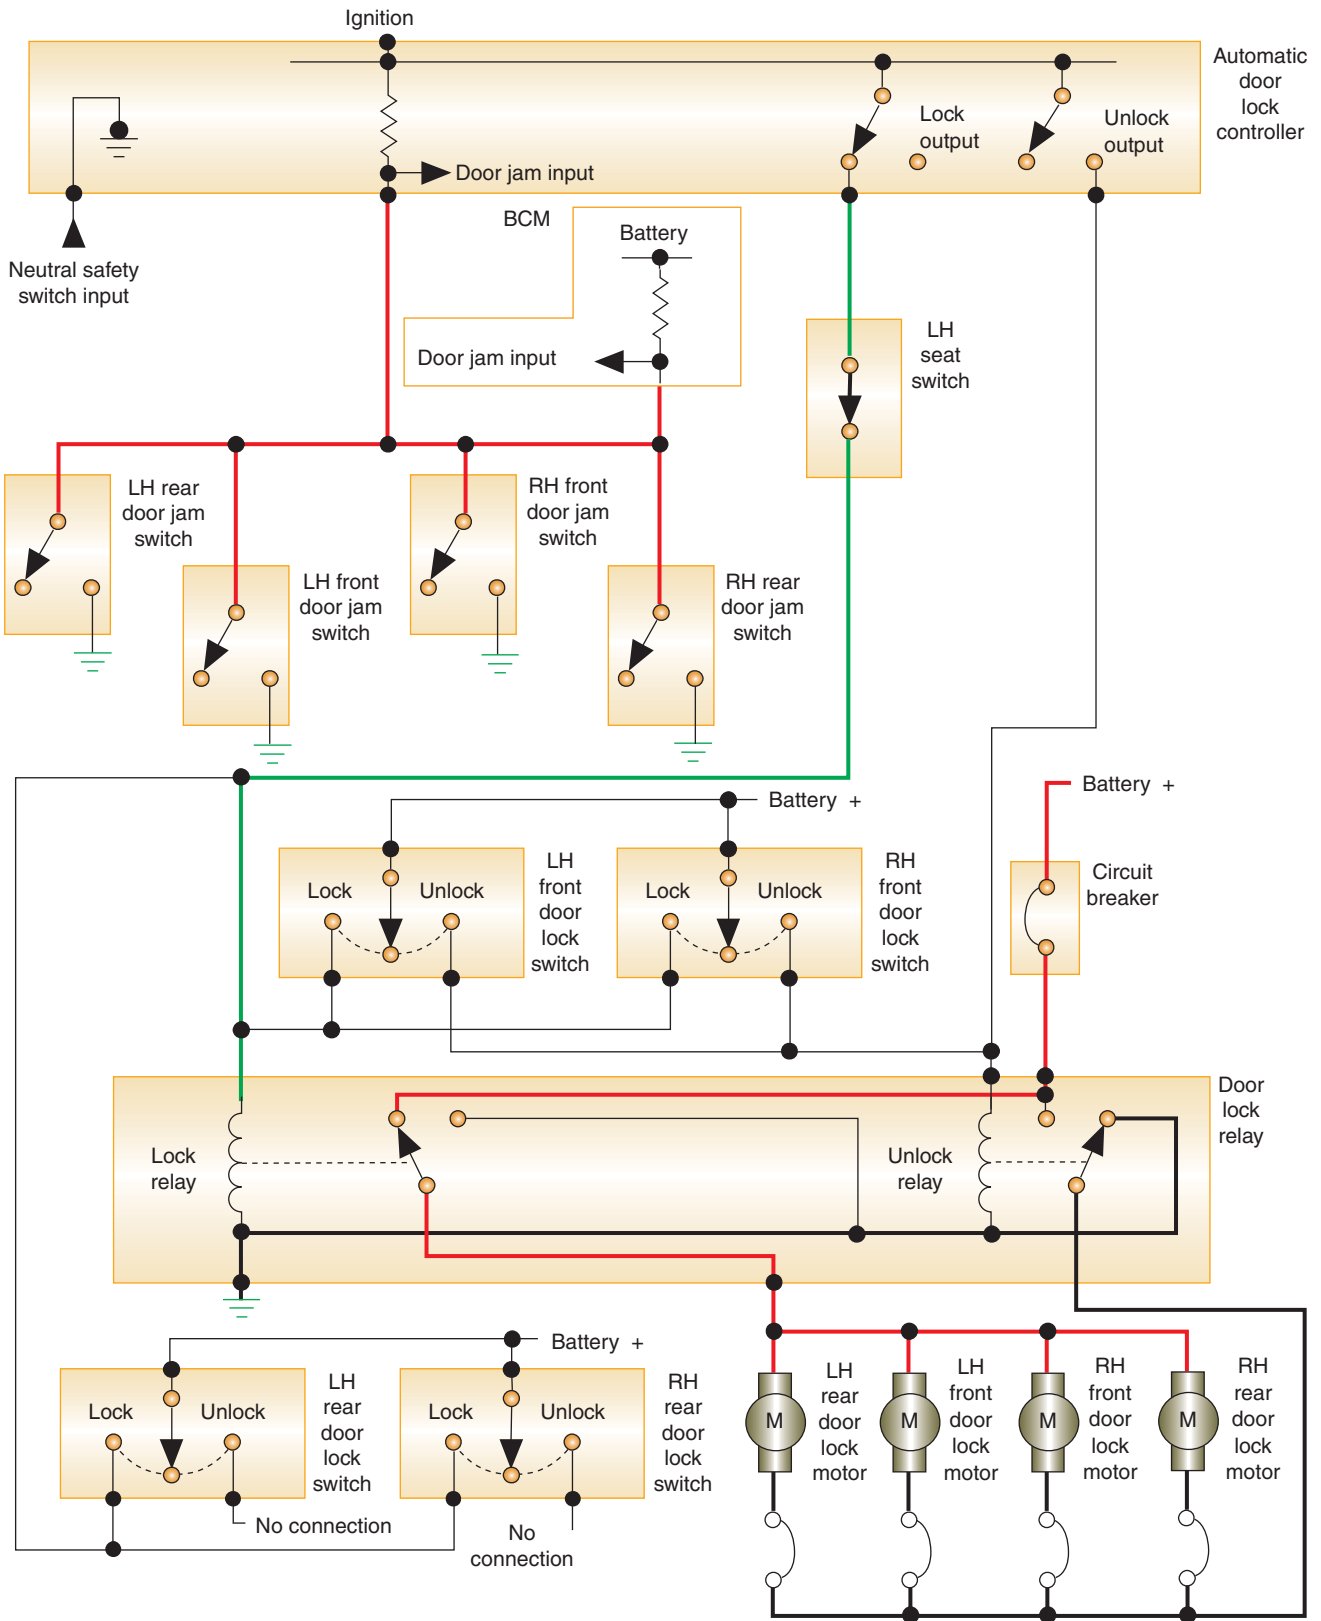 Ignition
Automatic
door
lock
controller
Lock
output
Unlock
output
Door jam input
BCM
Battery
Neutral safety
switch input
Door jam input
LH
seat
switch
LH rear
door jam
switch
RH front
door jam
switch
LH front
door jam
switch
RH rear
door jam
switch
Battery +
Battery +
LH
front
door
lock
switch
Lock
Unlock
RH
front
door
lock
switch
Lock
Unlock
Circuit
breaker
Door
lock
relay
Lock
relay
Unlock
relay
Battery +
LH
rear
door
lock
switch
Lock
Unlock
RH
rear
door
lock
switch
Lock
Unlock
No connection
No
connection
LH
rear
door
lock
motor
M
LH
front
door
lock
motor
M
RH
front
door
lock
motor
M
RH
rear
door
lock
motor
M